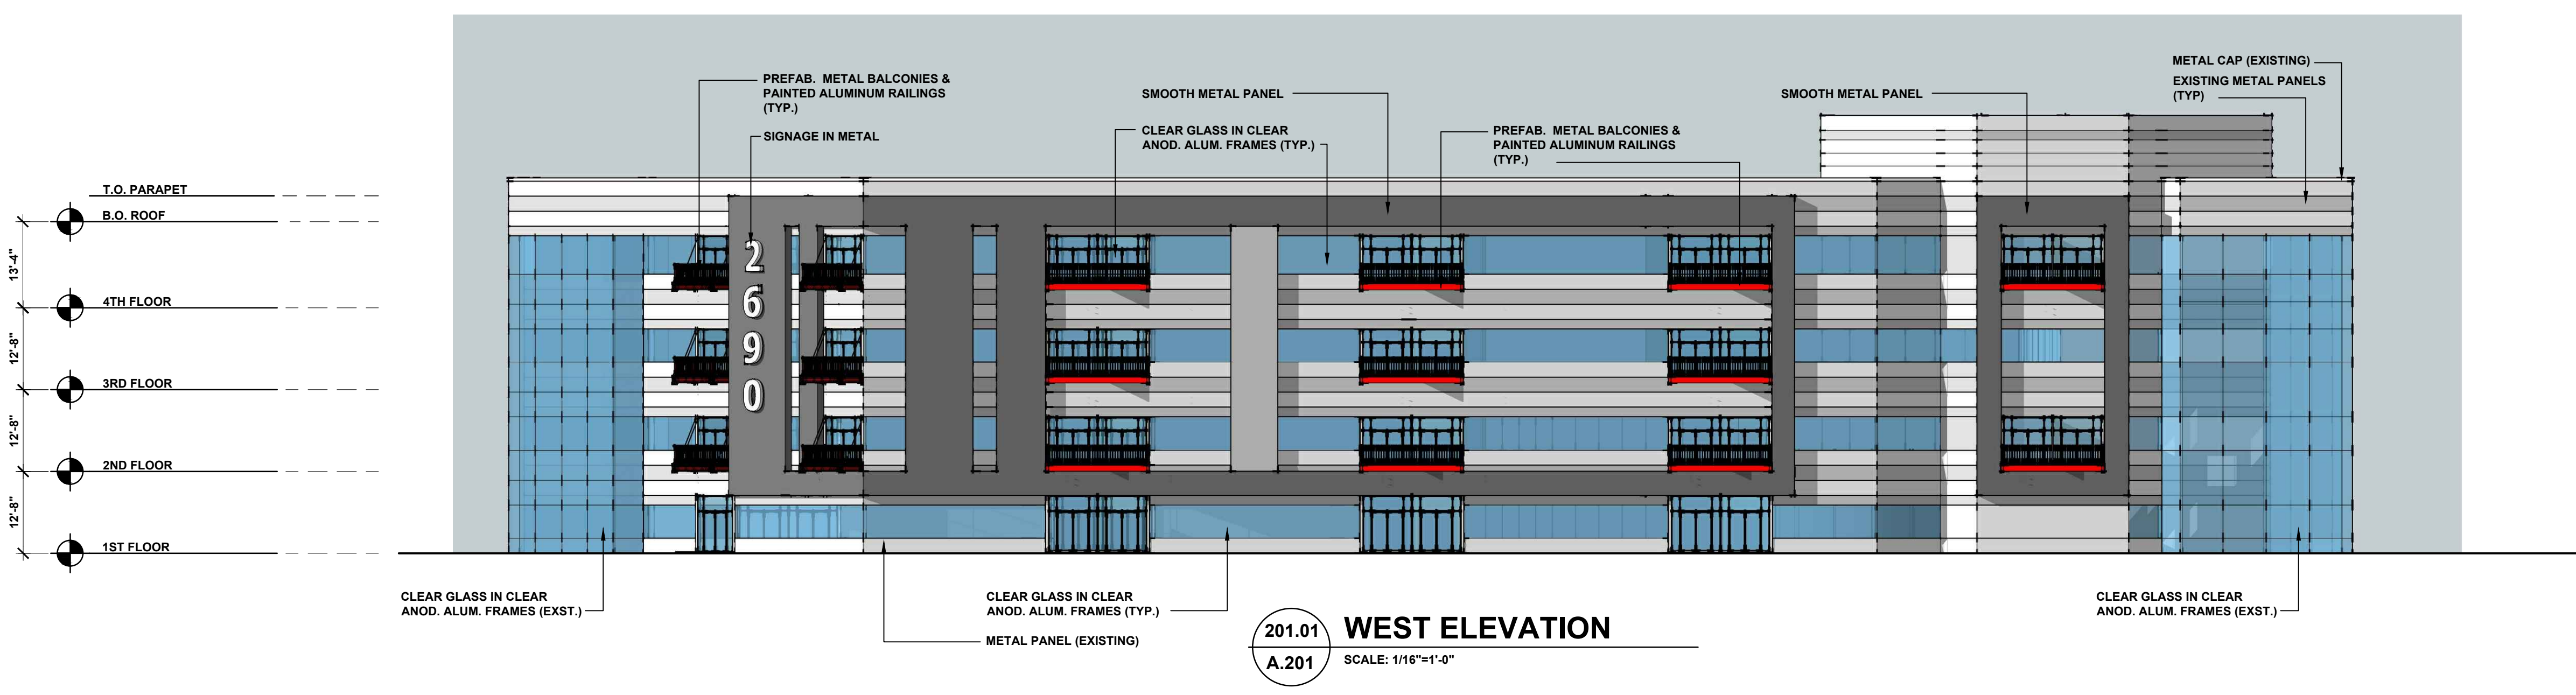 METAL CAP (EXISTING)
EXISTING METAL PANELS
(TYP)
PREFAB. METAL BALCONIES &
PAINTED ALUMINUM RAILINGS
(TYP.)
SIGNAGE IN METAL
SMOOTH METAL PANEL
CLEAR GLASS IN CLEAR
ANOD. ALUM. FRAMES (TYP.)
PREFAB. METAL BALCONIES &
PAINTED ALUMINUM RAILINGS
(TYP.)
SMOOTH METAL PANEL
T.O. PARAPET
B.O. ROOF
13'-4"
4TH FLOOR
12'-8"
3RD FLOOR
12'-8"
2ND FLOOR
12'-8"
1ST FLOOR
2
6
9
0
CLEAR GLASS IN CLEAR
ANOD. ALUM. FRAMES (EXST.)
METAL PANEL (EXISTING)
CLEAR GLASS IN CLEAR
ANOD. ALUM. FRAMES (TYP.)
CLEAR GLASS IN CLEAR
ANOD. ALUM. FRAMES (EXST.)
201.01
A.201
WEST ELEVATION
SCALE: 1/16"=1'-0"